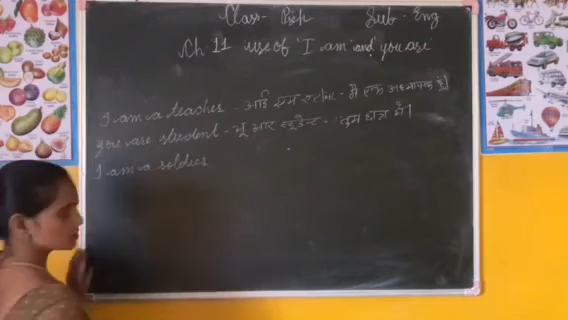 Class- Prep Sub - Eng
Ch 11 use of 'I am' and 'you are'
I am a teacher - आई एम - मैं एक अध्यापक हूँ।
you are student - यू आर स्टूडेन्ट - तुम छात्र हो।
I am a soldier